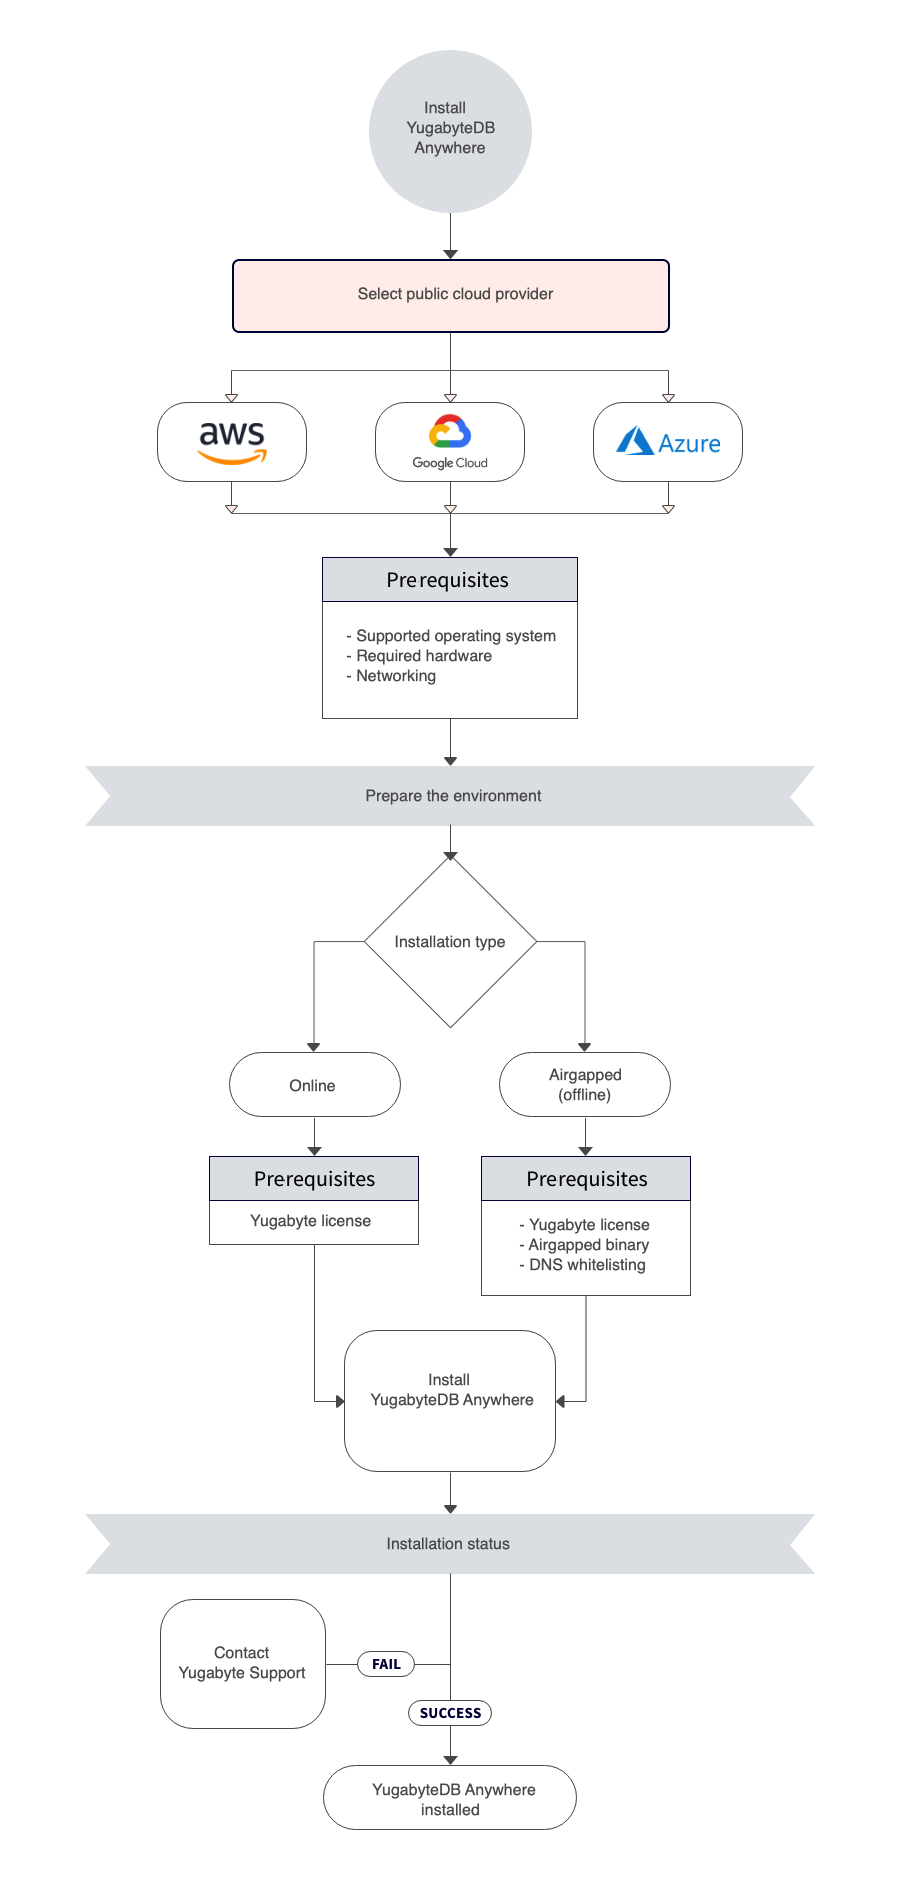 Install
YugabyteDB
Anywhere
Select public cloud provider
aws
Google Cloud
Azure
Prerequisites
- Supported operating system
- Required hardware
- Networking
Prepare the environment
Installation type
Online
Airgapped
(offline)
Prerequisites
Yugabyte license
Prerequisites
- Yugabyte license
- Airgapped binary
- DNS whitelisting
Install
YugabyteDB Anywhere
Installation status
Contact
Yugabyte Support
FAIL
SUCCESS
YugabyteDB Anywhere
installed